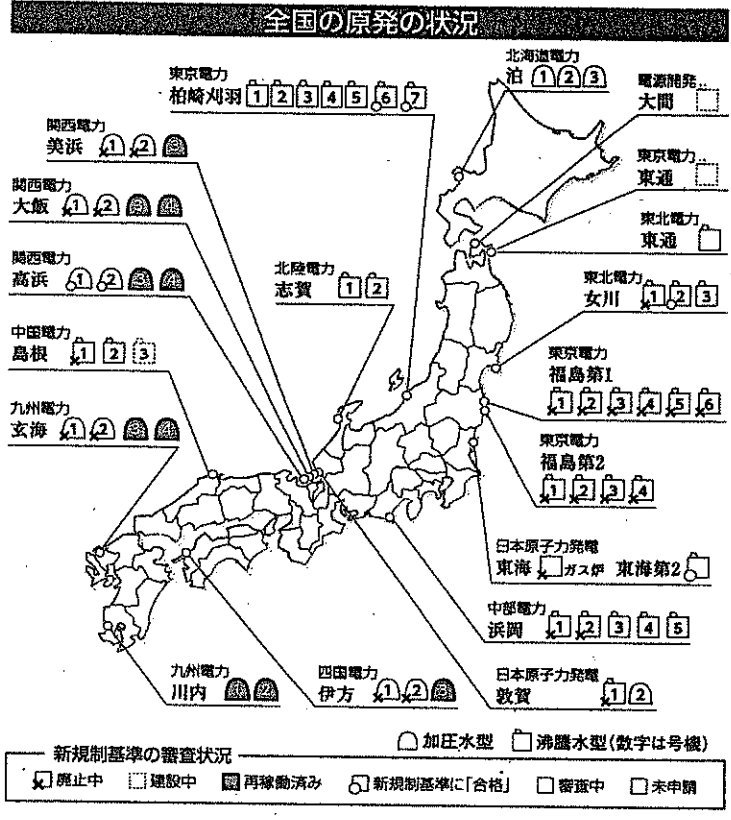 全国の原発の状況
北海道電力
泊 1 2 3
東京電力
柏崎刈羽 1 2 3 4 5 6 7
電源開発
大間
関西電力
美浜 1 2 3
東京電力
東通
関西電力
大飯 1 2 3 4
東北電力
東通
関西電力
高浜 1 2 3 4
北陸電力
志賀 1 2
東北電力
女川 1 2 3
中国電力
島根 1 2 3
東京電力
福島第1
1 2 3 4 5 6
九州電力
玄海 1 2 3 4
東京電力
福島第2
1 2 3 4
日本原子力発電
東海 ガス炉 東海第2
中部電力
浜岡 1 2 3 4 5
九州電力
川内 1 2
四国電力
伊方 1 2 3
日本原子力発電
敦賀 1 2
加圧水型 沸騰水型(数字は号機)
新規制基準の審査状況
廃止中 建設中 再稼働済み 新規制基準に「合格」 審査中 未申請